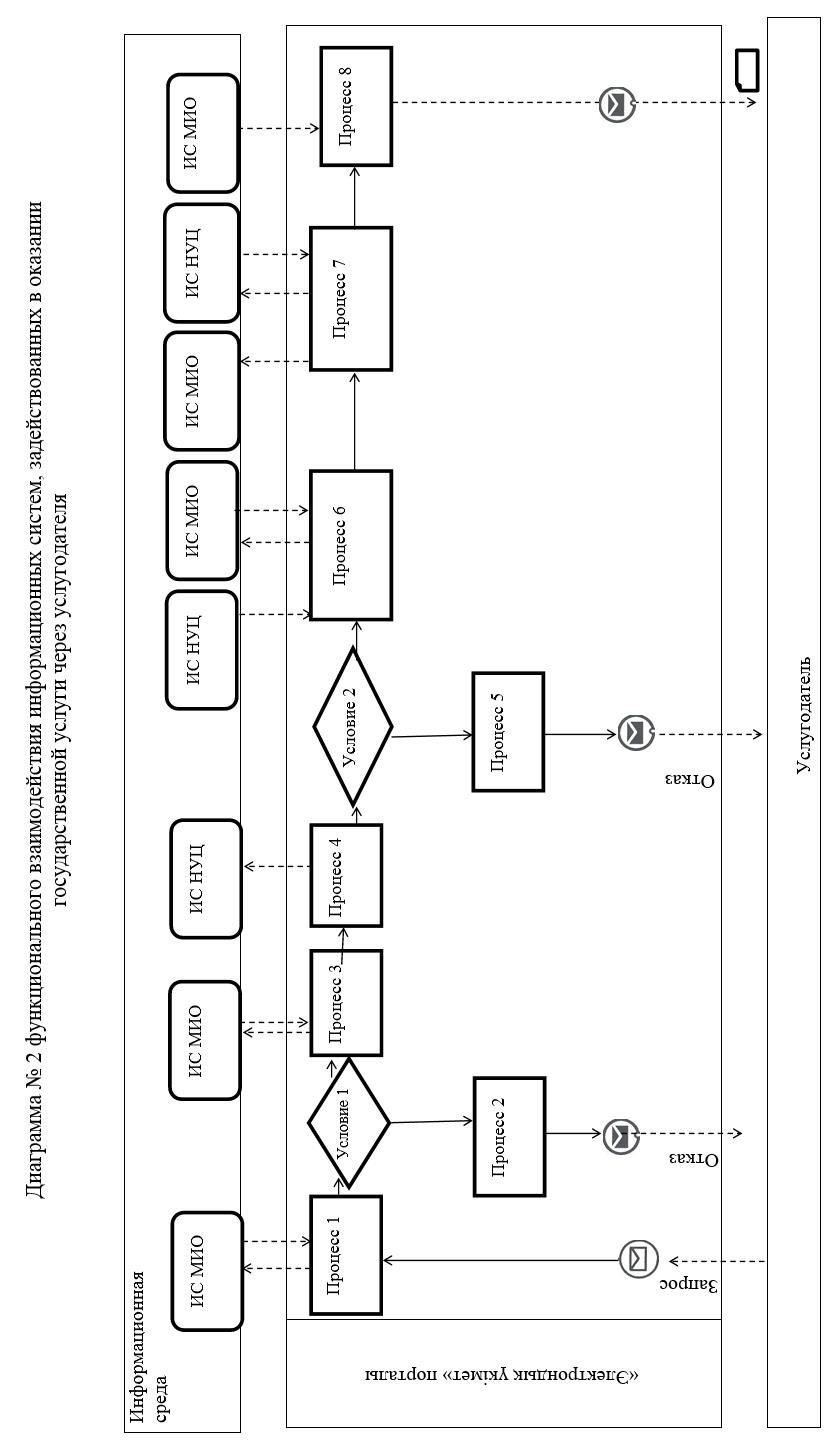 Диаграмма № 2 функционального взаимодействия информационных систем, задействованных в оказании
государственной услуги через услугодателя
Информационная
среда
ИС МИО
ИС МИО
ИС НУЦ
ИС НУЦ
ИС МИО
ИС МИО
ИС НУЦ
ИС МИО
«Электрондық үкімет» порталы
Процесс 1
Условие 1
Процесс 3
Процесс 4
Условие 2
Процесс 6
Процесс 7
Процесс 8
Процесс 2
Процесс 5
Запрос
Отказ
Отказ
Услугодатель